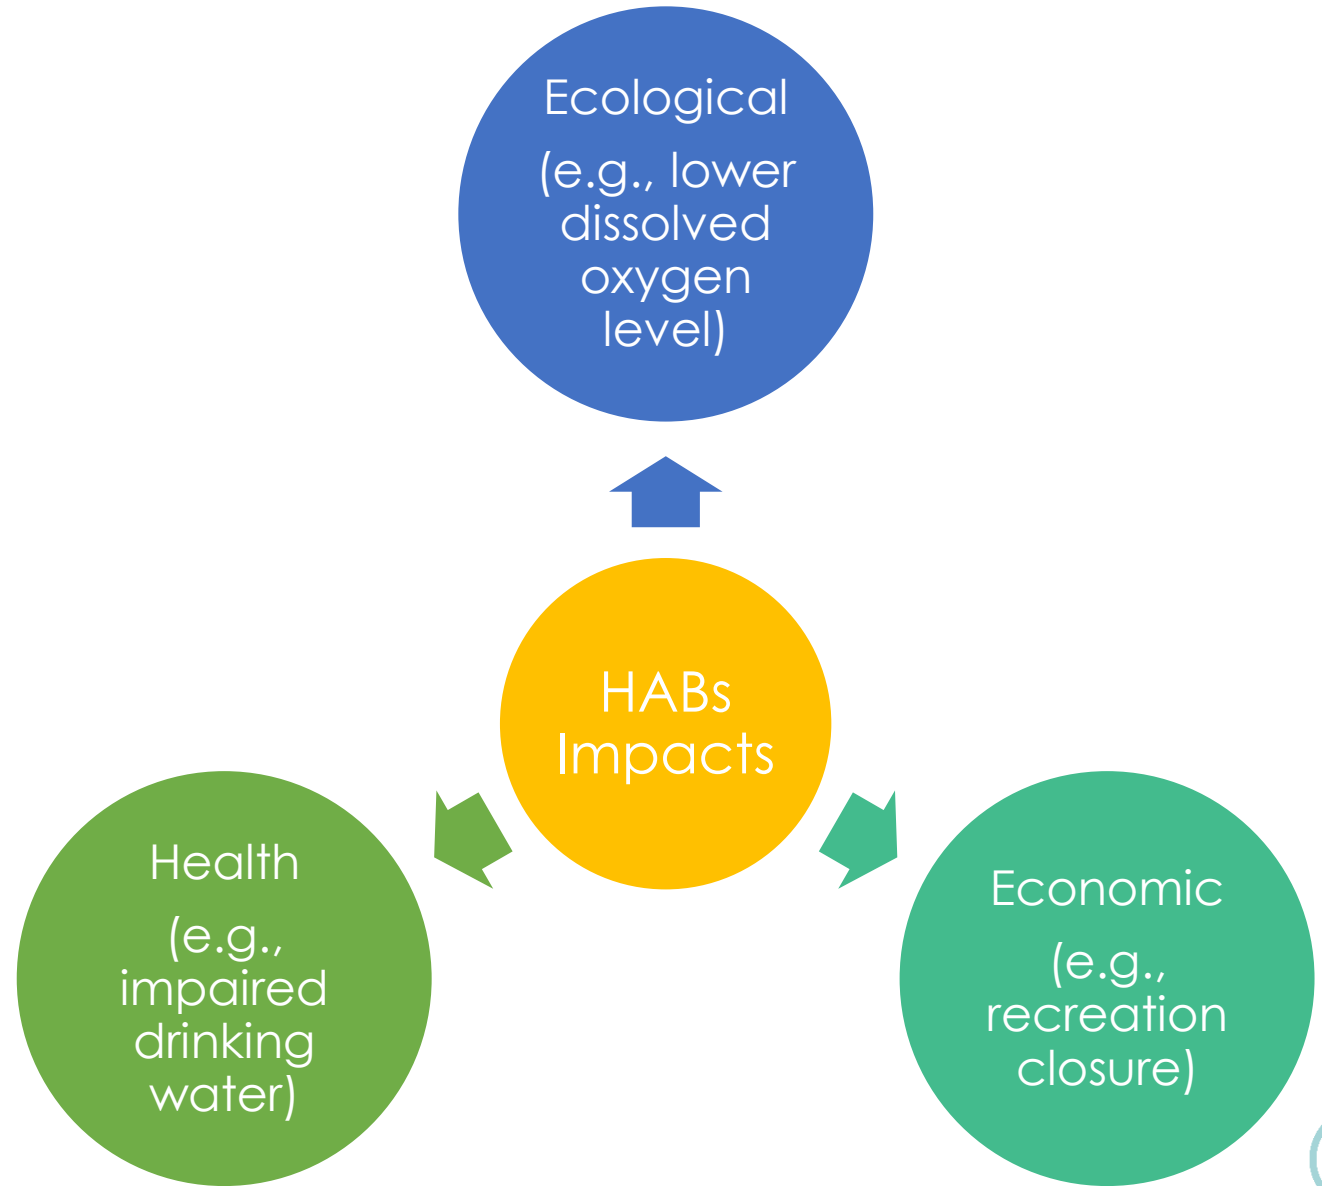 Ecological
(e.g., lower
dissolved
oxygen
level)
HABs
Impacts
Health
(e.g.,
impaired
drinking
water)
Economic
(e.g.,
recreation
closure)